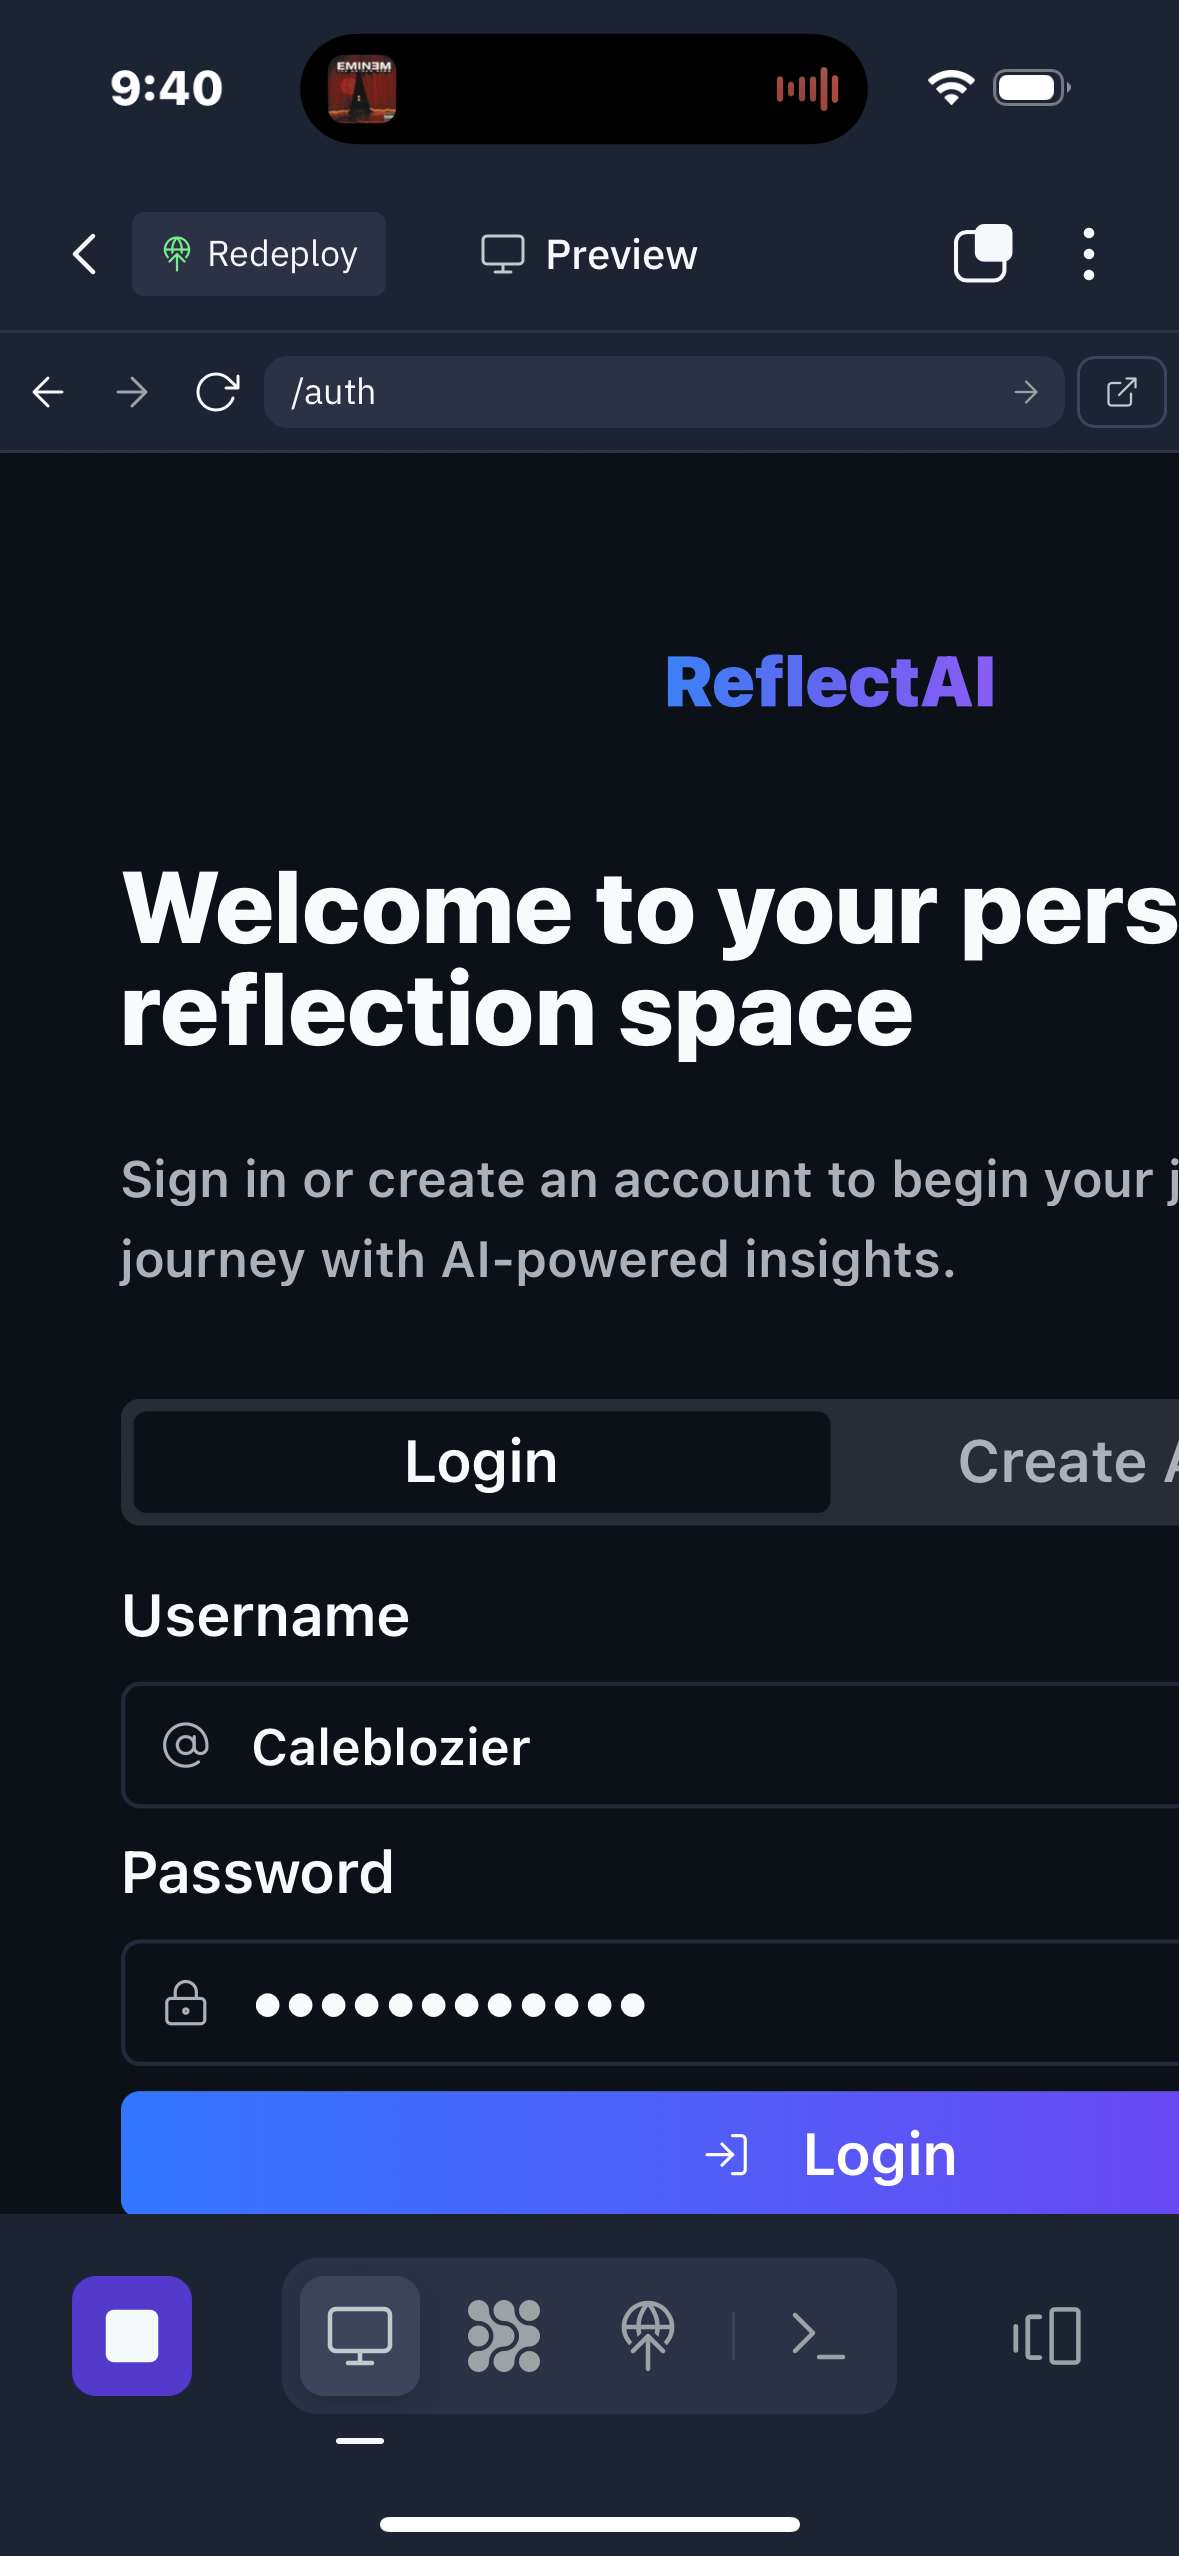 9:40
EMINEM
Redeploy
Preview
/auth
ReflectAI
Welcome to your pers
reflection space
Sign in or create an account to begin your j
journey with AI-powered insights.
Login
Create A
Username
@ Caleblozier
Password
Login